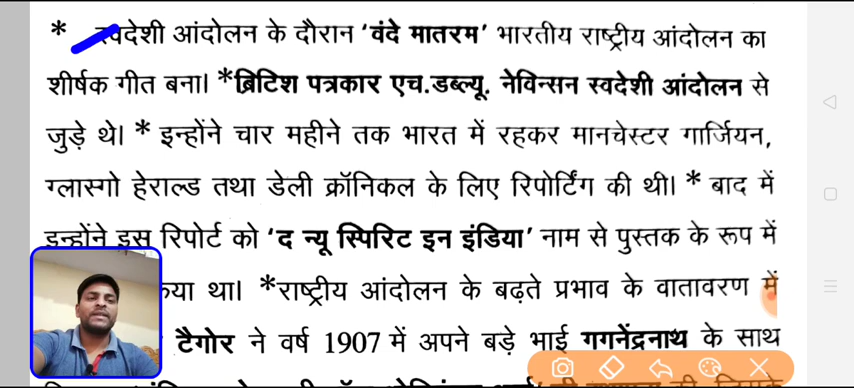 * स्वदेशी आंदोलन के दौरान 'वंदे मातरम' भारतीय राष्ट्रीय आंदोलन का
शीर्षक गीत बना। *ब्रिटिश पत्रकार एच.डब्ल्यू. नेविन्सन स्वदेशी आंदोलन से
जुड़े थे। * इन्होंने चार महीने तक भारत में रहकर मानचेस्टर गार्जियन,
ग्लास्गो हेराल्ड तथा डेली क्रॉनिकल के लिए रिपोर्टिंग की थी। * बाद में
इन्होंने इस रिपोर्ट को 'द न्यू स्पिरिट इन इंडिया' नाम से पुस्तक के रूप में
था। *राष्ट्रीय आंदोलन के बढ़ते प्रभाव के वातावरण में
टैगोर ने वर्ष 1907 में अपने बड़े भाई गगनेंद्रनाथ के साथ